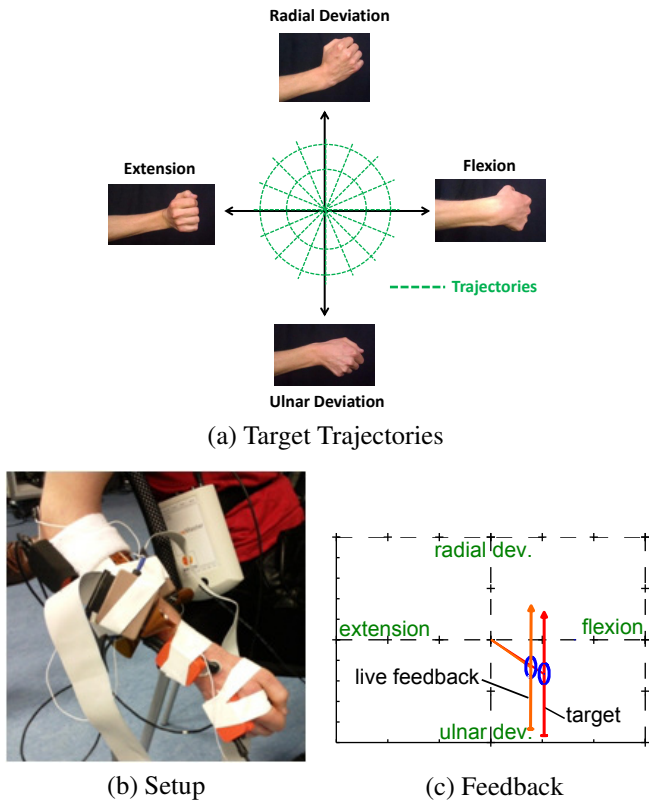 Radial Deviation
Extension
Flexion
Trajectories
Ulnar Deviation
(a) Target Trajectories
radial dev.
extension
flexion
live feedback
target
ulnar dev.
(b) Setup
(c) Feedback